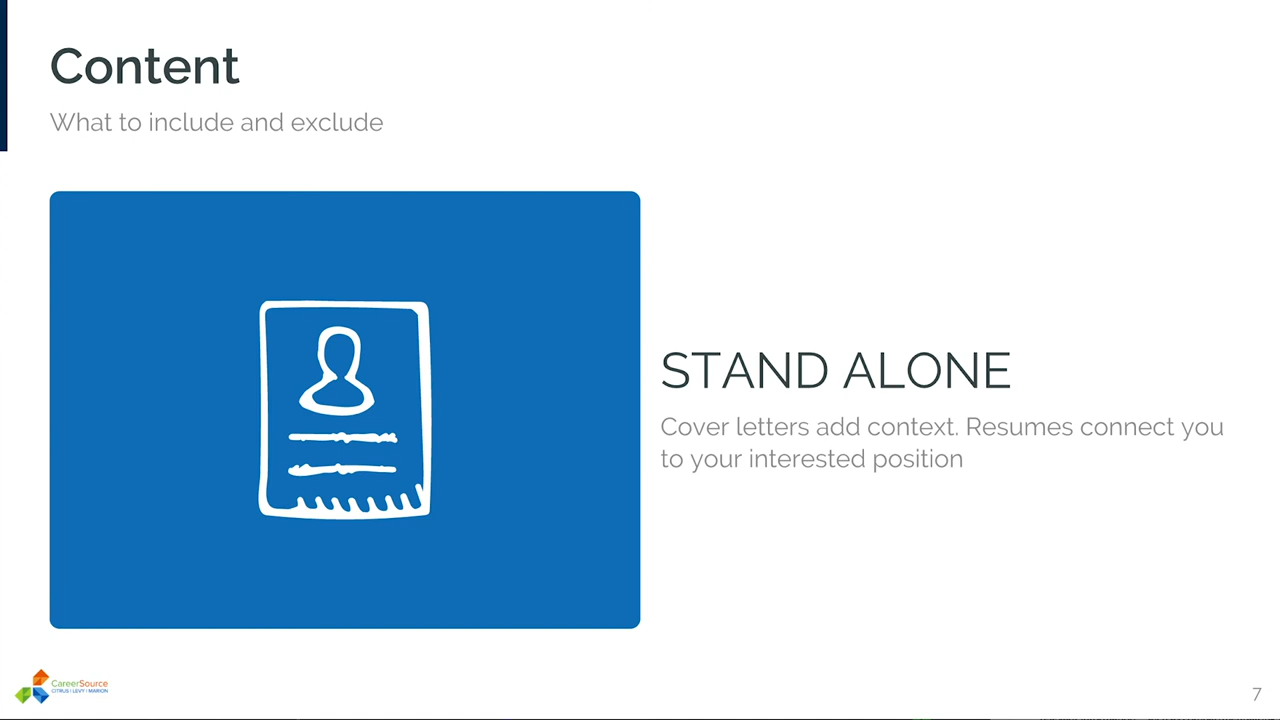 Content
What to include and exclude
STAND ALONE
Cover letters add context. Resumes connect you
to your interested position
CareerSource
CITRUS | LEVY | MARION
7